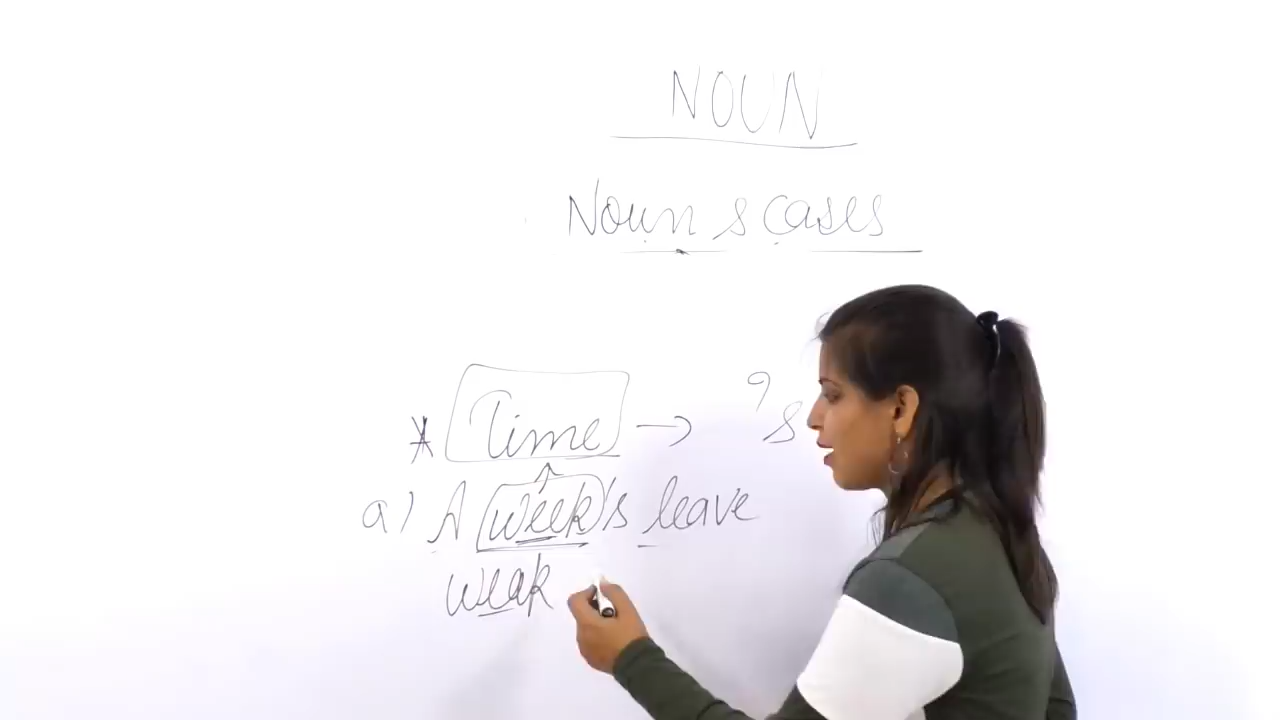 NOUN
Noun s cases
* Time → 's
a) A week's leave
weak